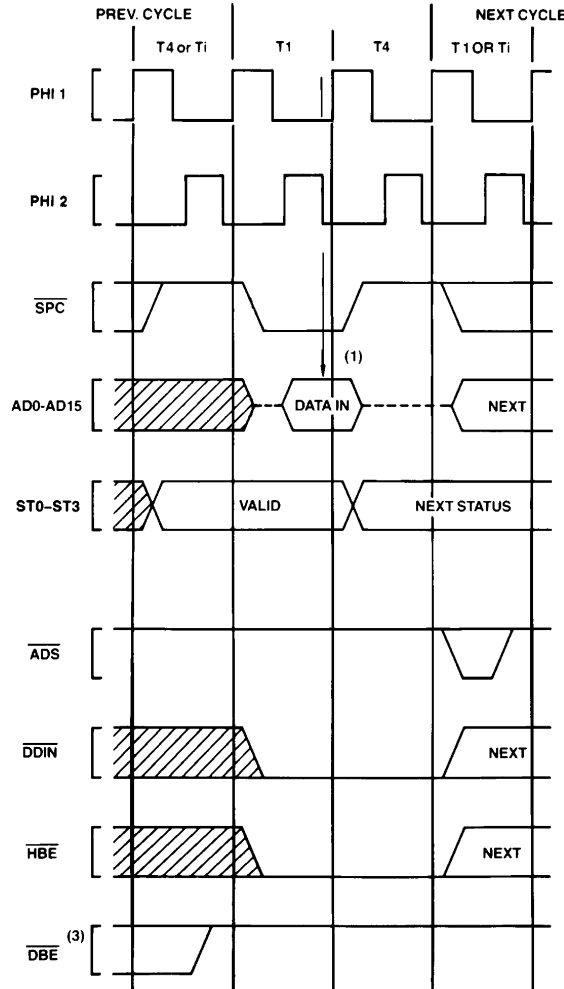 PREV. CYCLE NEXT CYCLE
T4 or Ti T1 T4 T1 OR Ti
PHI 1
PHI 2
SPC
(1)
AD0-AD15 DATA IN NEXT
ST0–ST3 VALID NEXT STATUS
ADS
DDIN NEXT
HBE NEXT
DBE (3)